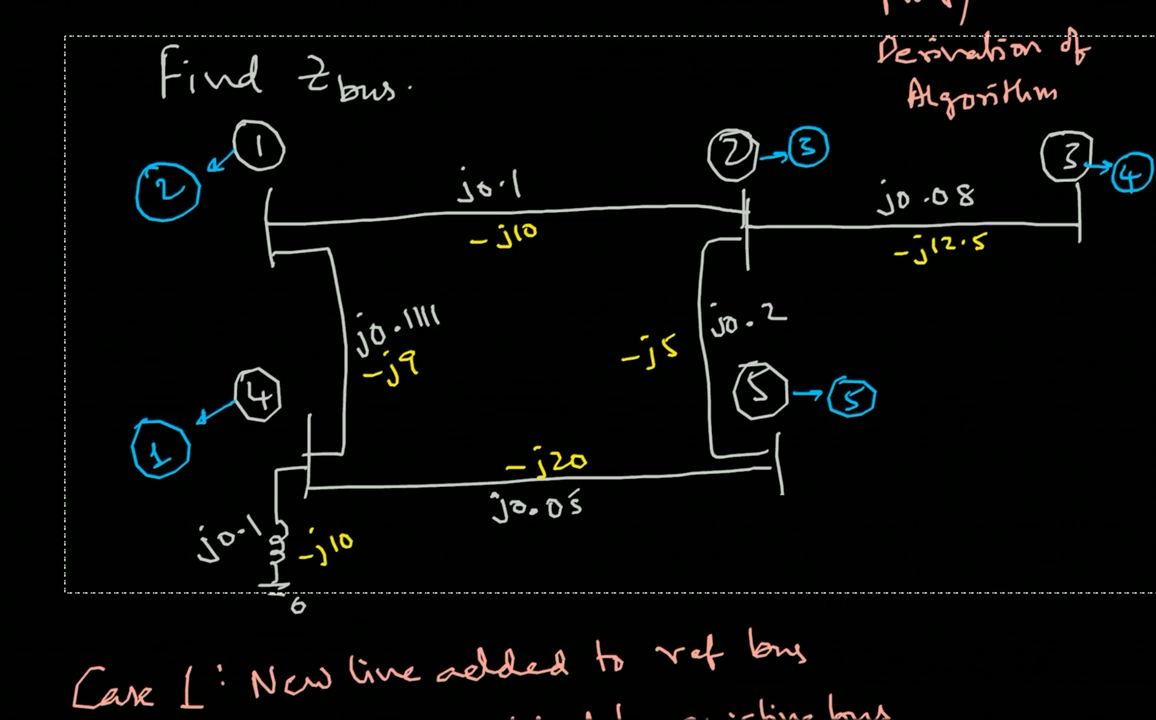 Derivation of
Algorithm
Find Zbus.
1
2
2
3
3
4
j0.1
-j10
j0.08
-j12.5
j0.1111
-j9
j0.2
-j5
4
1
5
5
-j20
j0.05
j0.1
-j10
0
Case 1: New line added to ref bus
existing bus